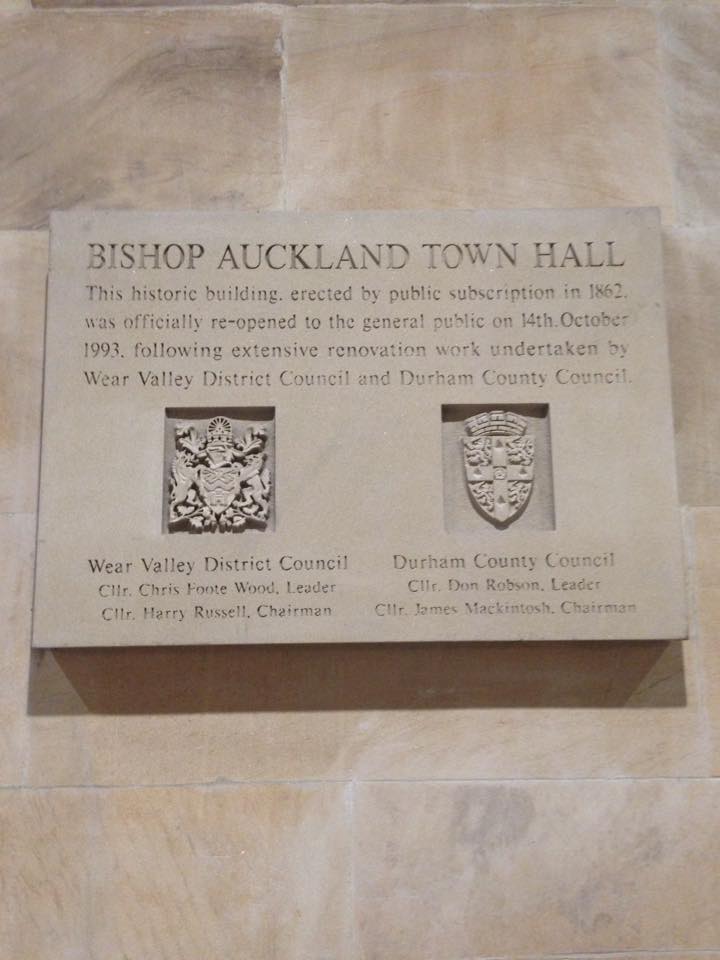 BISHOP AUCKLAND TOWN HALL
This historic building, erected by public subscription in 1862,
was officially re-opened to the general public on 14th.October
1993, following extensive renovation work undertaken by
Wear Valley District Council and Durham County Council.
Wear Valley District Council
Cllr. Chris Foote Wood, Leader
Cllr. Harry Russell, Chairman
Durham County Council
Cllr. Don Robson, Leader
Cllr. James Mackintosh, Chairman